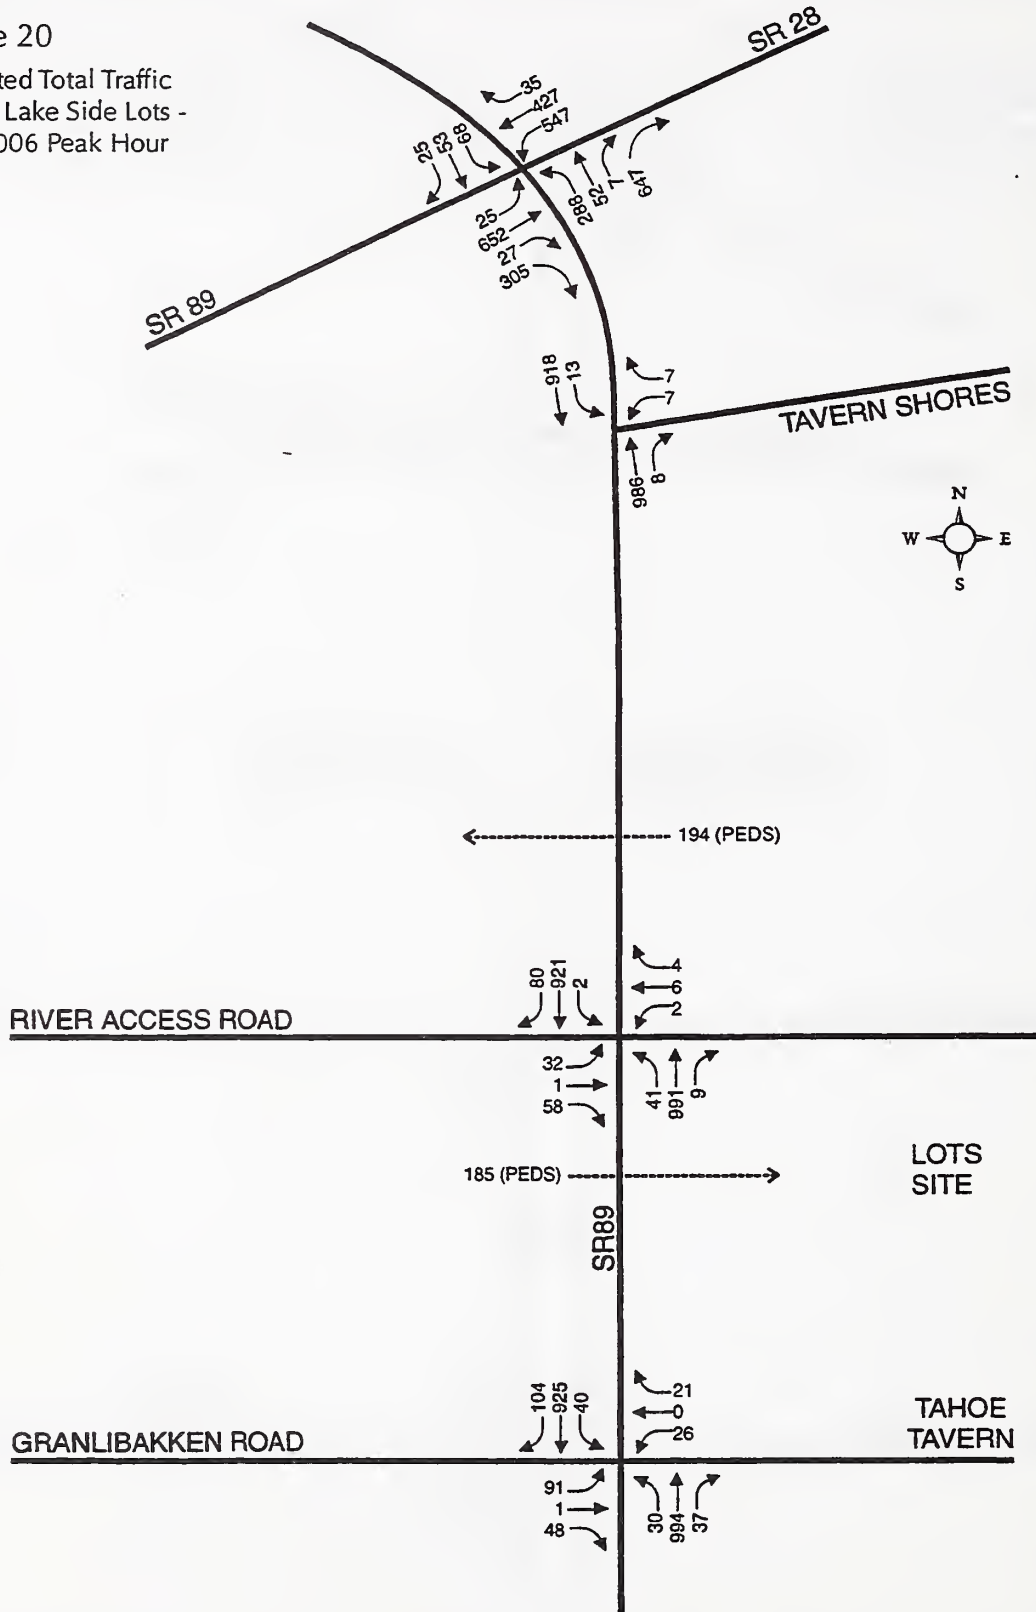 e 20
ted Total Traffic
Lake Side Lots -
006 Peak Hour
SR 28
35
427
547
25
53
68
288
52
7
647
25
652
27
305
SR 89
918
13
7
7
TAVERN SHORES
986
8
N
W E
S
194 (PEDS)
80
921
2
4
6
2
RIVER ACCESS ROAD
32
1
58
41
991
9
185 (PEDS)
LOTS
SITE
SR89
104
925
40
21
0
26
TAHOE
TAVERN
GRANLIBAKKEN ROAD
91
1
48
30
994
37